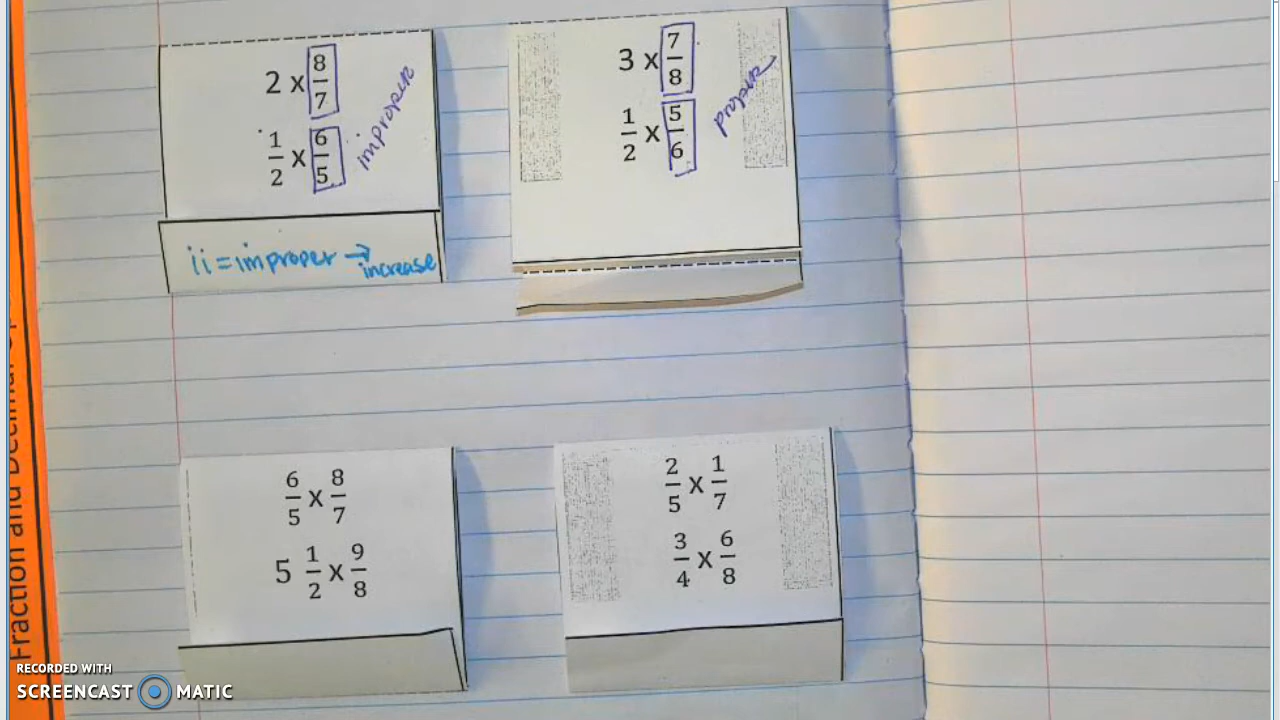 2 x 8/7
1/2 x 6/5
improper
ii = improper → increase
3 x 7/8
1/2 x 5/6
6/5 x 8/7
5 1/2 x 9/8
2/5 x 1/7
3/4 x 6/8
Fraction and Decimal
RECORDED WITH
SCREENCAST MATIC